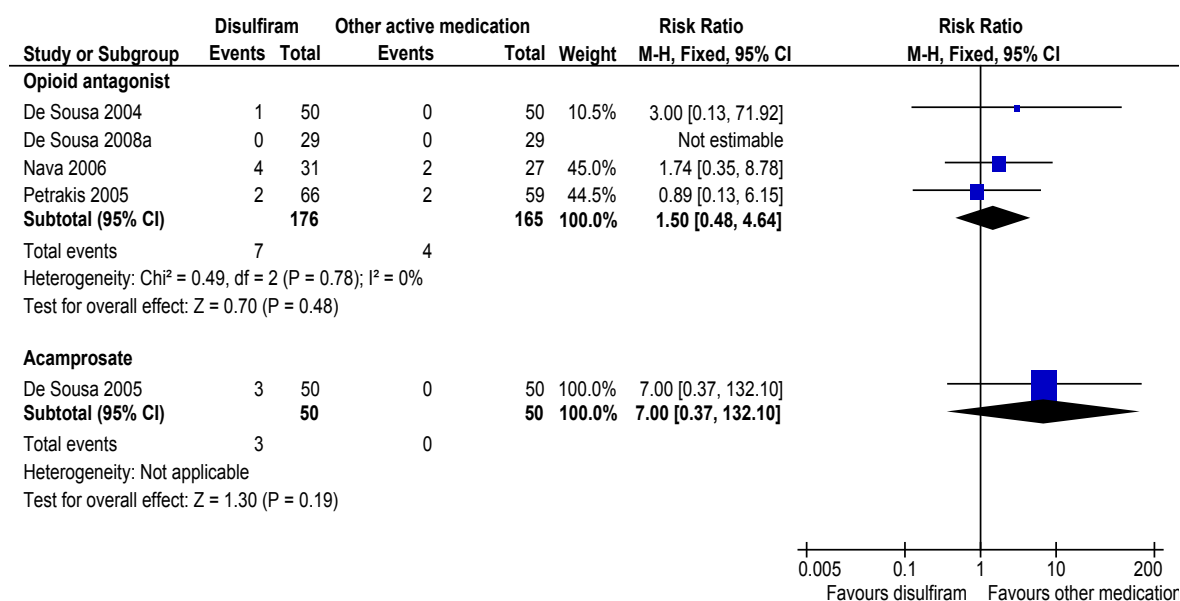 Disulfiram Other active medication Risk Ratio Risk Ratio
Study or Subgroup Events Total Events Total Weight M-H, Fixed, 95% CI M-H, Fixed, 95% CI
Opioid antagonist
De Sousa 2004 1 50 0 50 10.5% 3.00 [0.13, 71.92]
De Sousa 2008a 0 29 0 29 Not estimable
Nava 2006 4 31 2 27 45.0% 1.74 [0.35, 8.78]
Petrakis 2005 2 66 2 59 44.5% 0.89 [0.13, 6.15]
Subtotal (95% CI) 176 165 100.0% 1.50 [0.48, 4.64]
Total events 7 4
Heterogeneity: Chi² = 0.49, df = 2 (P = 0.78); I² = 0%
Test for overall effect: Z = 0.70 (P = 0.48)
Acamprosate
De Sousa 2005 3 50 0 50 100.0% 7.00 [0.37, 132.10]
Subtotal (95% CI) 50 50 100.0% 7.00 [0.37, 132.10]
Total events 3 0
Heterogeneity: Not applicable
Test for overall effect: Z = 1.30 (P = 0.19)
0.005 0.1 1 10 200
Favours disulfiram Favours other medication